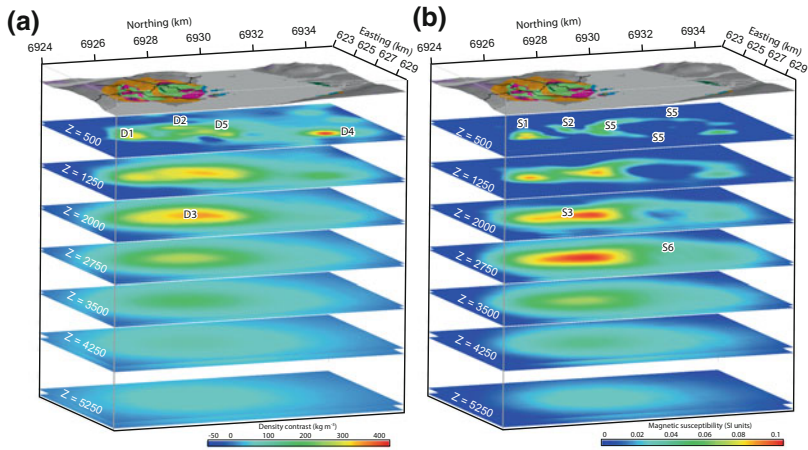 (a)
Northing (km)
6924 6926 6928 6930 6932 6934
Easting (km)
623 625 627 629
Z = 500
D1 D2 D5 D4
Z = 1250
Z = 2000
D3
Z = 2750
Z = 3500
Z = 4250
Z = 5250
Density contrast (kg m⁻³)
-50 0 100 200 300 400
(b)
Northing (km)
6924 6926 6928 6930 6932 6934
Easting (km)
623 625 627 629
Z = 500
S1 S2 S5 S5 S5
Z = 1250
Z = 2000
S3
Z = 2750
S6
Z = 3500
Z = 4250
Z = 5250
Magnetic susceptibility (SI units)
0 0.02 0.04 0.06 0.08 0.1